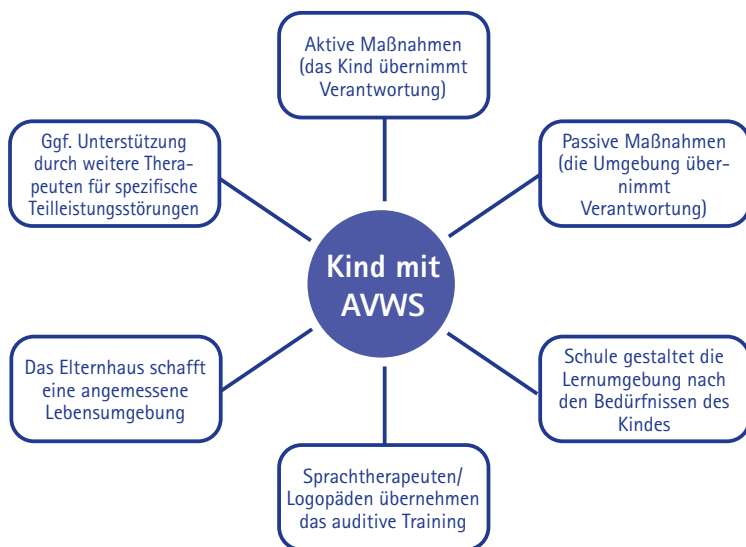 Aktive Maßnahmen
(das Kind übernimmt
Verantwortung)
Ggf. Unterstützung
durch weitere Thera-
peuten für spezifische
Teilleistungsstörungen
Passive Maßnahmen
(die Umgebung über-
nimmt
Verantwortung)
Kind mit
AVWS
Das Elternhaus schafft
eine angemessene
Lebensumgebung
Schule gestaltet die
Lernumgebung nach
den Bedürfnissen des
Kindes
Sprachtherapeuten/
Logopäden übernehmen
das auditive Training